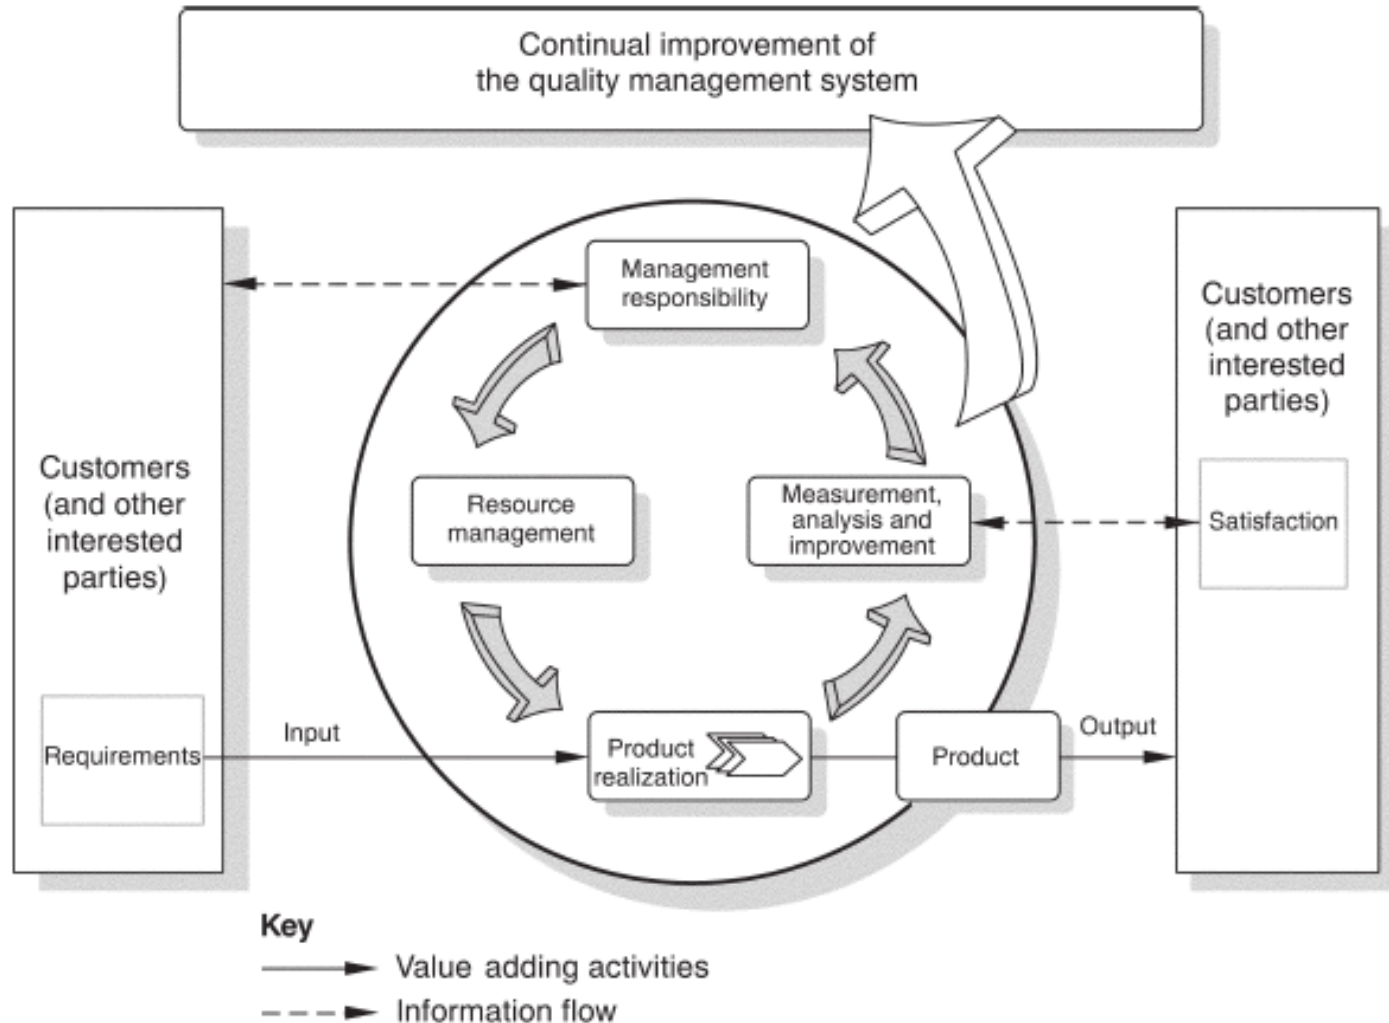 Continual improvement of
the quality management system
Customers
(and other
interested
parties)
Requirements
Input
Management
responsibility
Resource
management
Measurement,
analysis and
improvement
Product
realization
Product
Output
Customers
(and other
interested
parties)
Satisfaction
Key
Value adding activities
Information flow